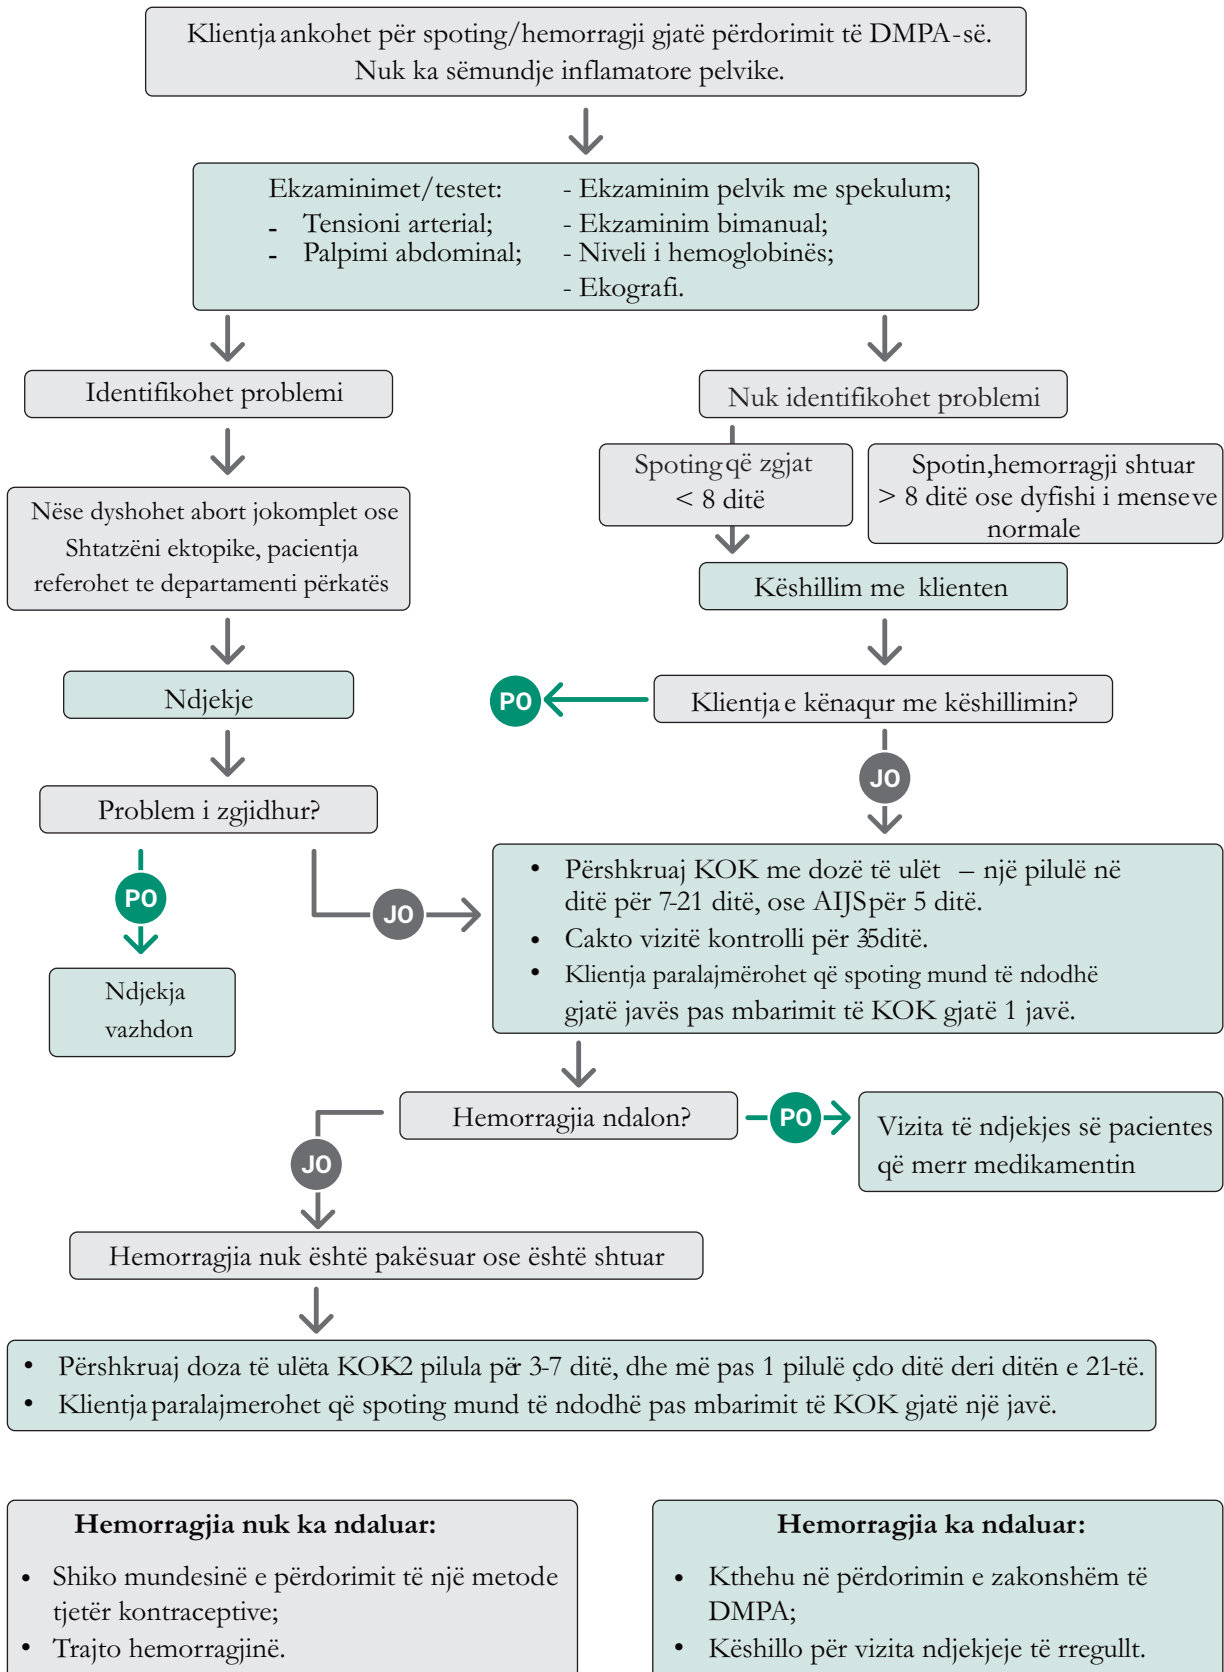 Klientja ankohet për spoting/hemorragji gjatë përdorimit të DMPA-së.
Nuk ka sëmundje inflamatore pelvike.
Ekzaminimet/testet:
- Tensioni arterial;
- Palpimi abdominal;
- Ekzaminim pelvik me spekulum;
- Ekzaminim bimanual;
- Niveli i hemoglobinës;
- Ekografi.
Identifikohet problemi
Nuk identifikohet problemi
Spoting që zgjat
< 8 ditë
Spotin,hemorragji shtuar
> 8 ditë ose dyfishi i menseve
normale
Nëse dyshohet abort jokomplet ose
Shtatzëni ektopike, pacientja
referohet te departamenti përkatës
Këshillim me klienten
Ndjekje
PO
Klientja e kënaqur me këshillimin?
JO
Problem i zgjidhur?
PO
JO
Ndjekja
vazhdon
• Përshkruaj KOK me dozë të ulët – një pilulë në
ditë për 7-21 ditë, ose AIJS për 5 ditë.
• Cakto vizitë kontrolli për 35 ditë.
• Klientja paralajmërohet që spoting mund të ndodhë
gjatë javës pas mbarimit të KOK gjatë 1 javë.
Hemorragjia ndalon?
PO
Vizita të ndjekjes së pacientes
që merr medikamentin
JO
Hemorragjia nuk është pakësuar ose është shtuar
• Përshkruaj doza të ulëta KOK2 pilula për 3-7 ditë, dhe më pas 1 pilulë çdo ditë deri ditën e 21-të.
• Klientja paralajmerohet që spoting mund të ndodhë pas mbarimit të KOK gjatë një javë.
Hemorragjia nuk ka ndaluar:
• Shiko mundesinë e përdorimit të një metode
tjetër kontraceptive;
• Trajto hemorragjinë.
Hemorragjia ka ndaluar:
• Kthehu në përdorimin e zakonshëm të
DMPA;
• Këshillo për vizita ndjekjeje të rregullt.